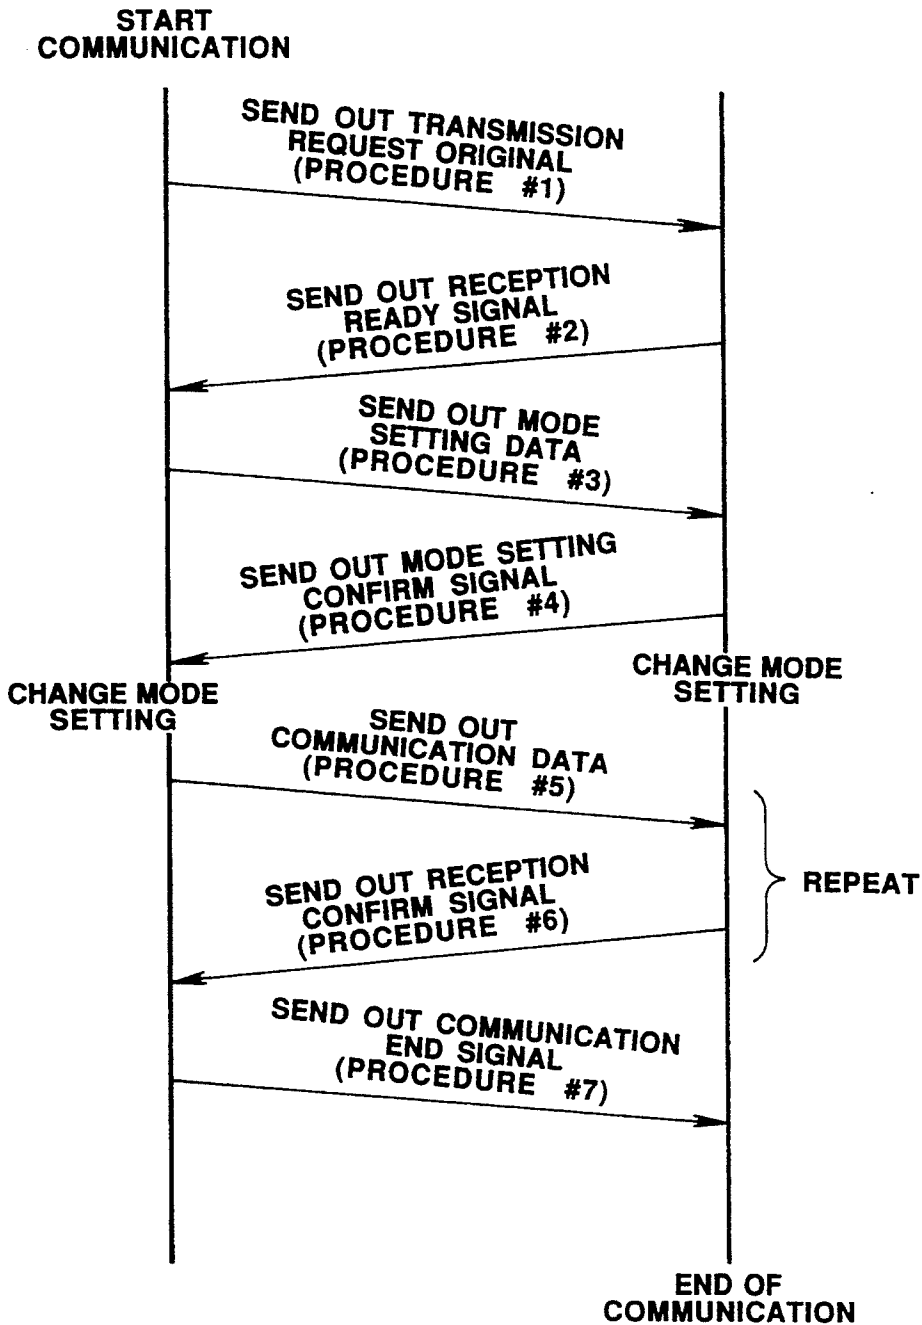 START
COMMUNICATION
SEND OUT TRANSMISSION
REQUEST ORIGINAL
(PROCEDURE #1)
SEND OUT RECEPTION
READY SIGNAL
(PROCEDURE #2)
SEND OUT MODE
SETTING DATA
(PROCEDURE #3)
SEND OUT MODE SETTING
CONFIRM SIGNAL
(PROCEDURE #4)
CHANGE MODE
SETTING
CHANGE MODE
SETTING
SEND OUT
COMMUNICATION DATA
(PROCEDURE #5)
REPEAT
SEND OUT RECEPTION
CONFIRM SIGNAL
(PROCEDURE #6)
SEND OUT COMMUNICATION
END SIGNAL
(PROCEDURE #7)
END OF
COMMUNICATION